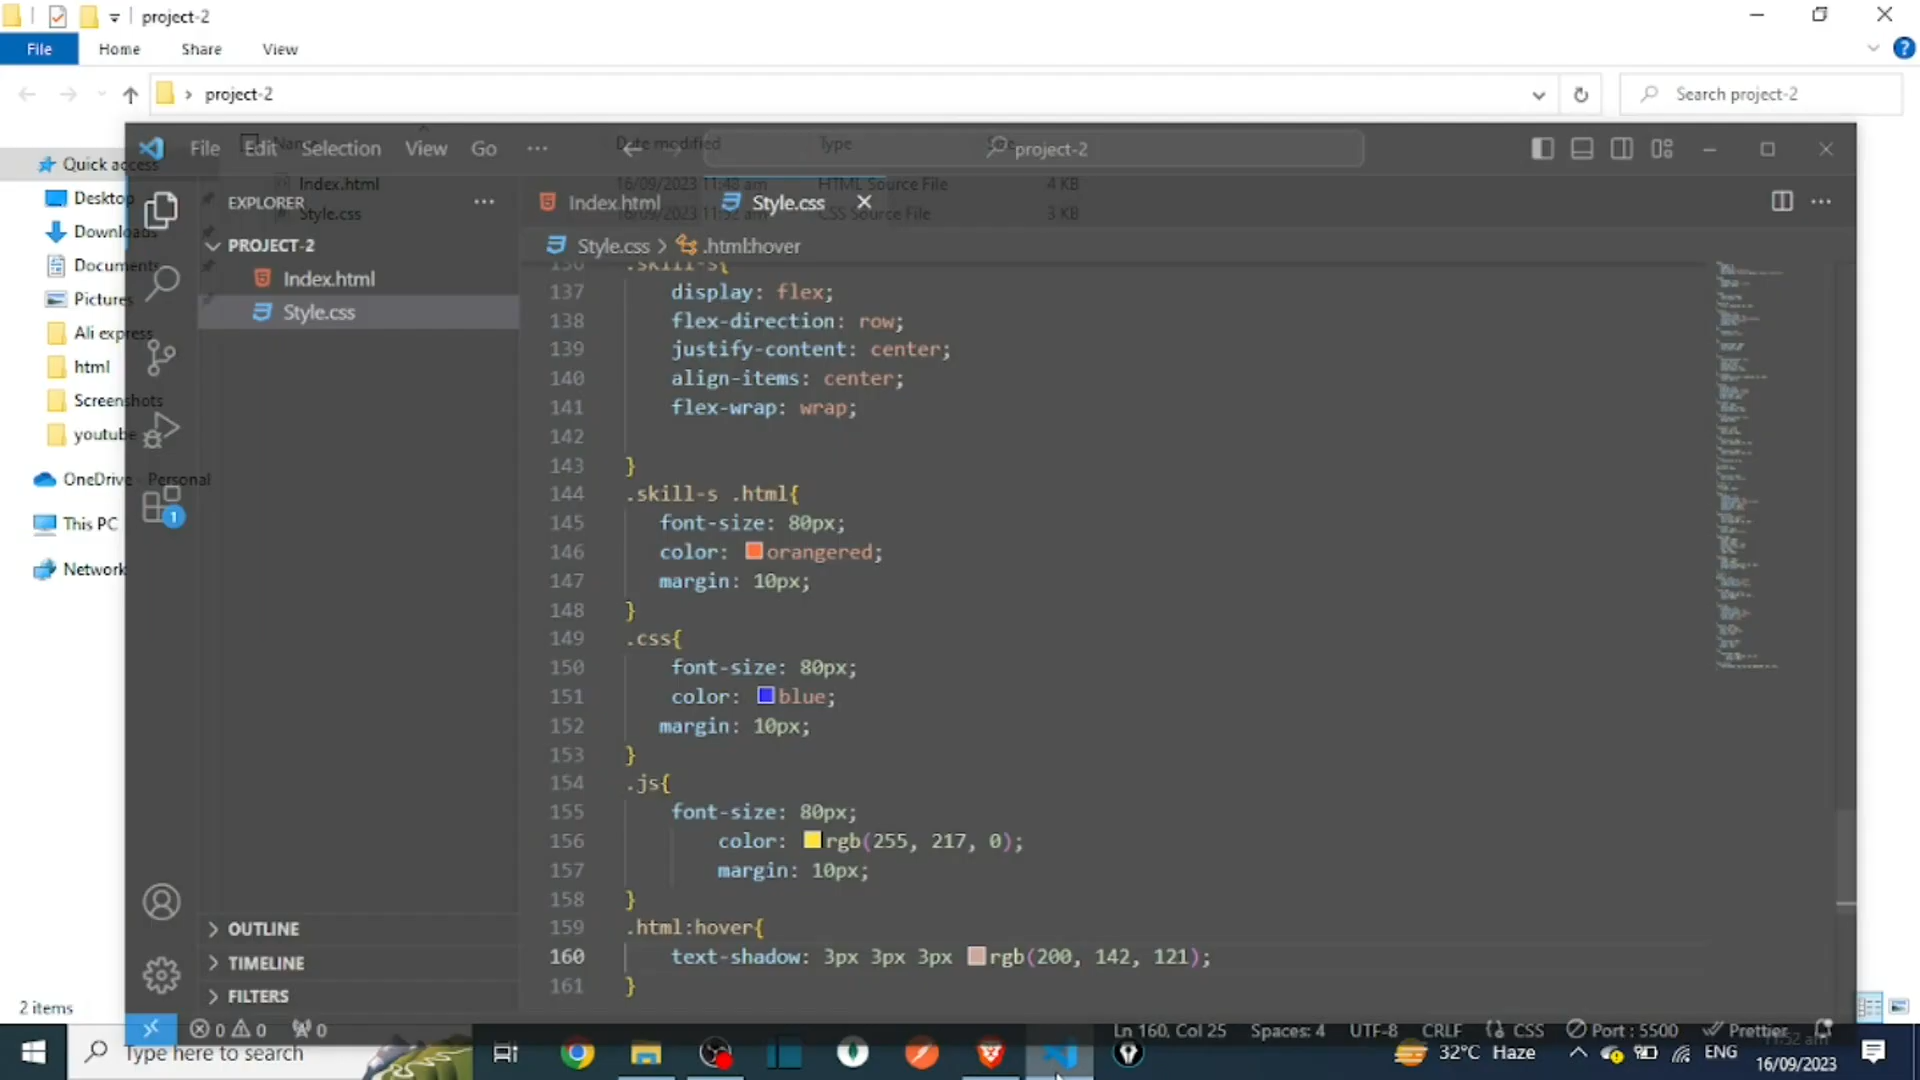 project-2
File Home Share View
project-2
Search project-2
Quick access
Desktop
Downloads
Documents
Pictures
Ali express
html
Screenshots
youtube
OneDrive - Personal
This PC
Network
2 items
Name Date modified Type Size
Index.html 16/09/2023 11:48 am HTML Source File 4 KB
Style.css 16/09/2023 11:52 am CSS Source File 3 KB
File Edit Selection View Go ···
project-2
EXPLORER ···
PROJECT-2
Index.html
Style.css
OUTLINE
TIMELINE
FILTERS
1
Index.html Style.css
Style.css > .html:hover
136 .skill-s{
137 display: flex;
138 flex-direction: row;
139 justify-content: center;
140 align-items: center;
141 flex-wrap: wrap;
142
143 }
144 .skill-s .html{
145 font-size: 80px;
146 color: orangered;
147 margin: 10px;
148 }
149 .css{
150 font-size: 80px;
151 color: blue;
152 margin: 10px;
153 }
154 .js{
155 font-size: 80px;
156 color: rgb(255, 217, 0);
157 margin: 10px;
158 }
159 .html:hover{
160 text-shadow: 3px 3px 3px rgb(200, 142, 121);
161 }
0 0 0
Ln 160, Col 25 Spaces: 4 UTF-8 CRLF CSS Port : 5500 Prettier
Type here to search
32°C Haze ENG
11:52 am
16/09/2023